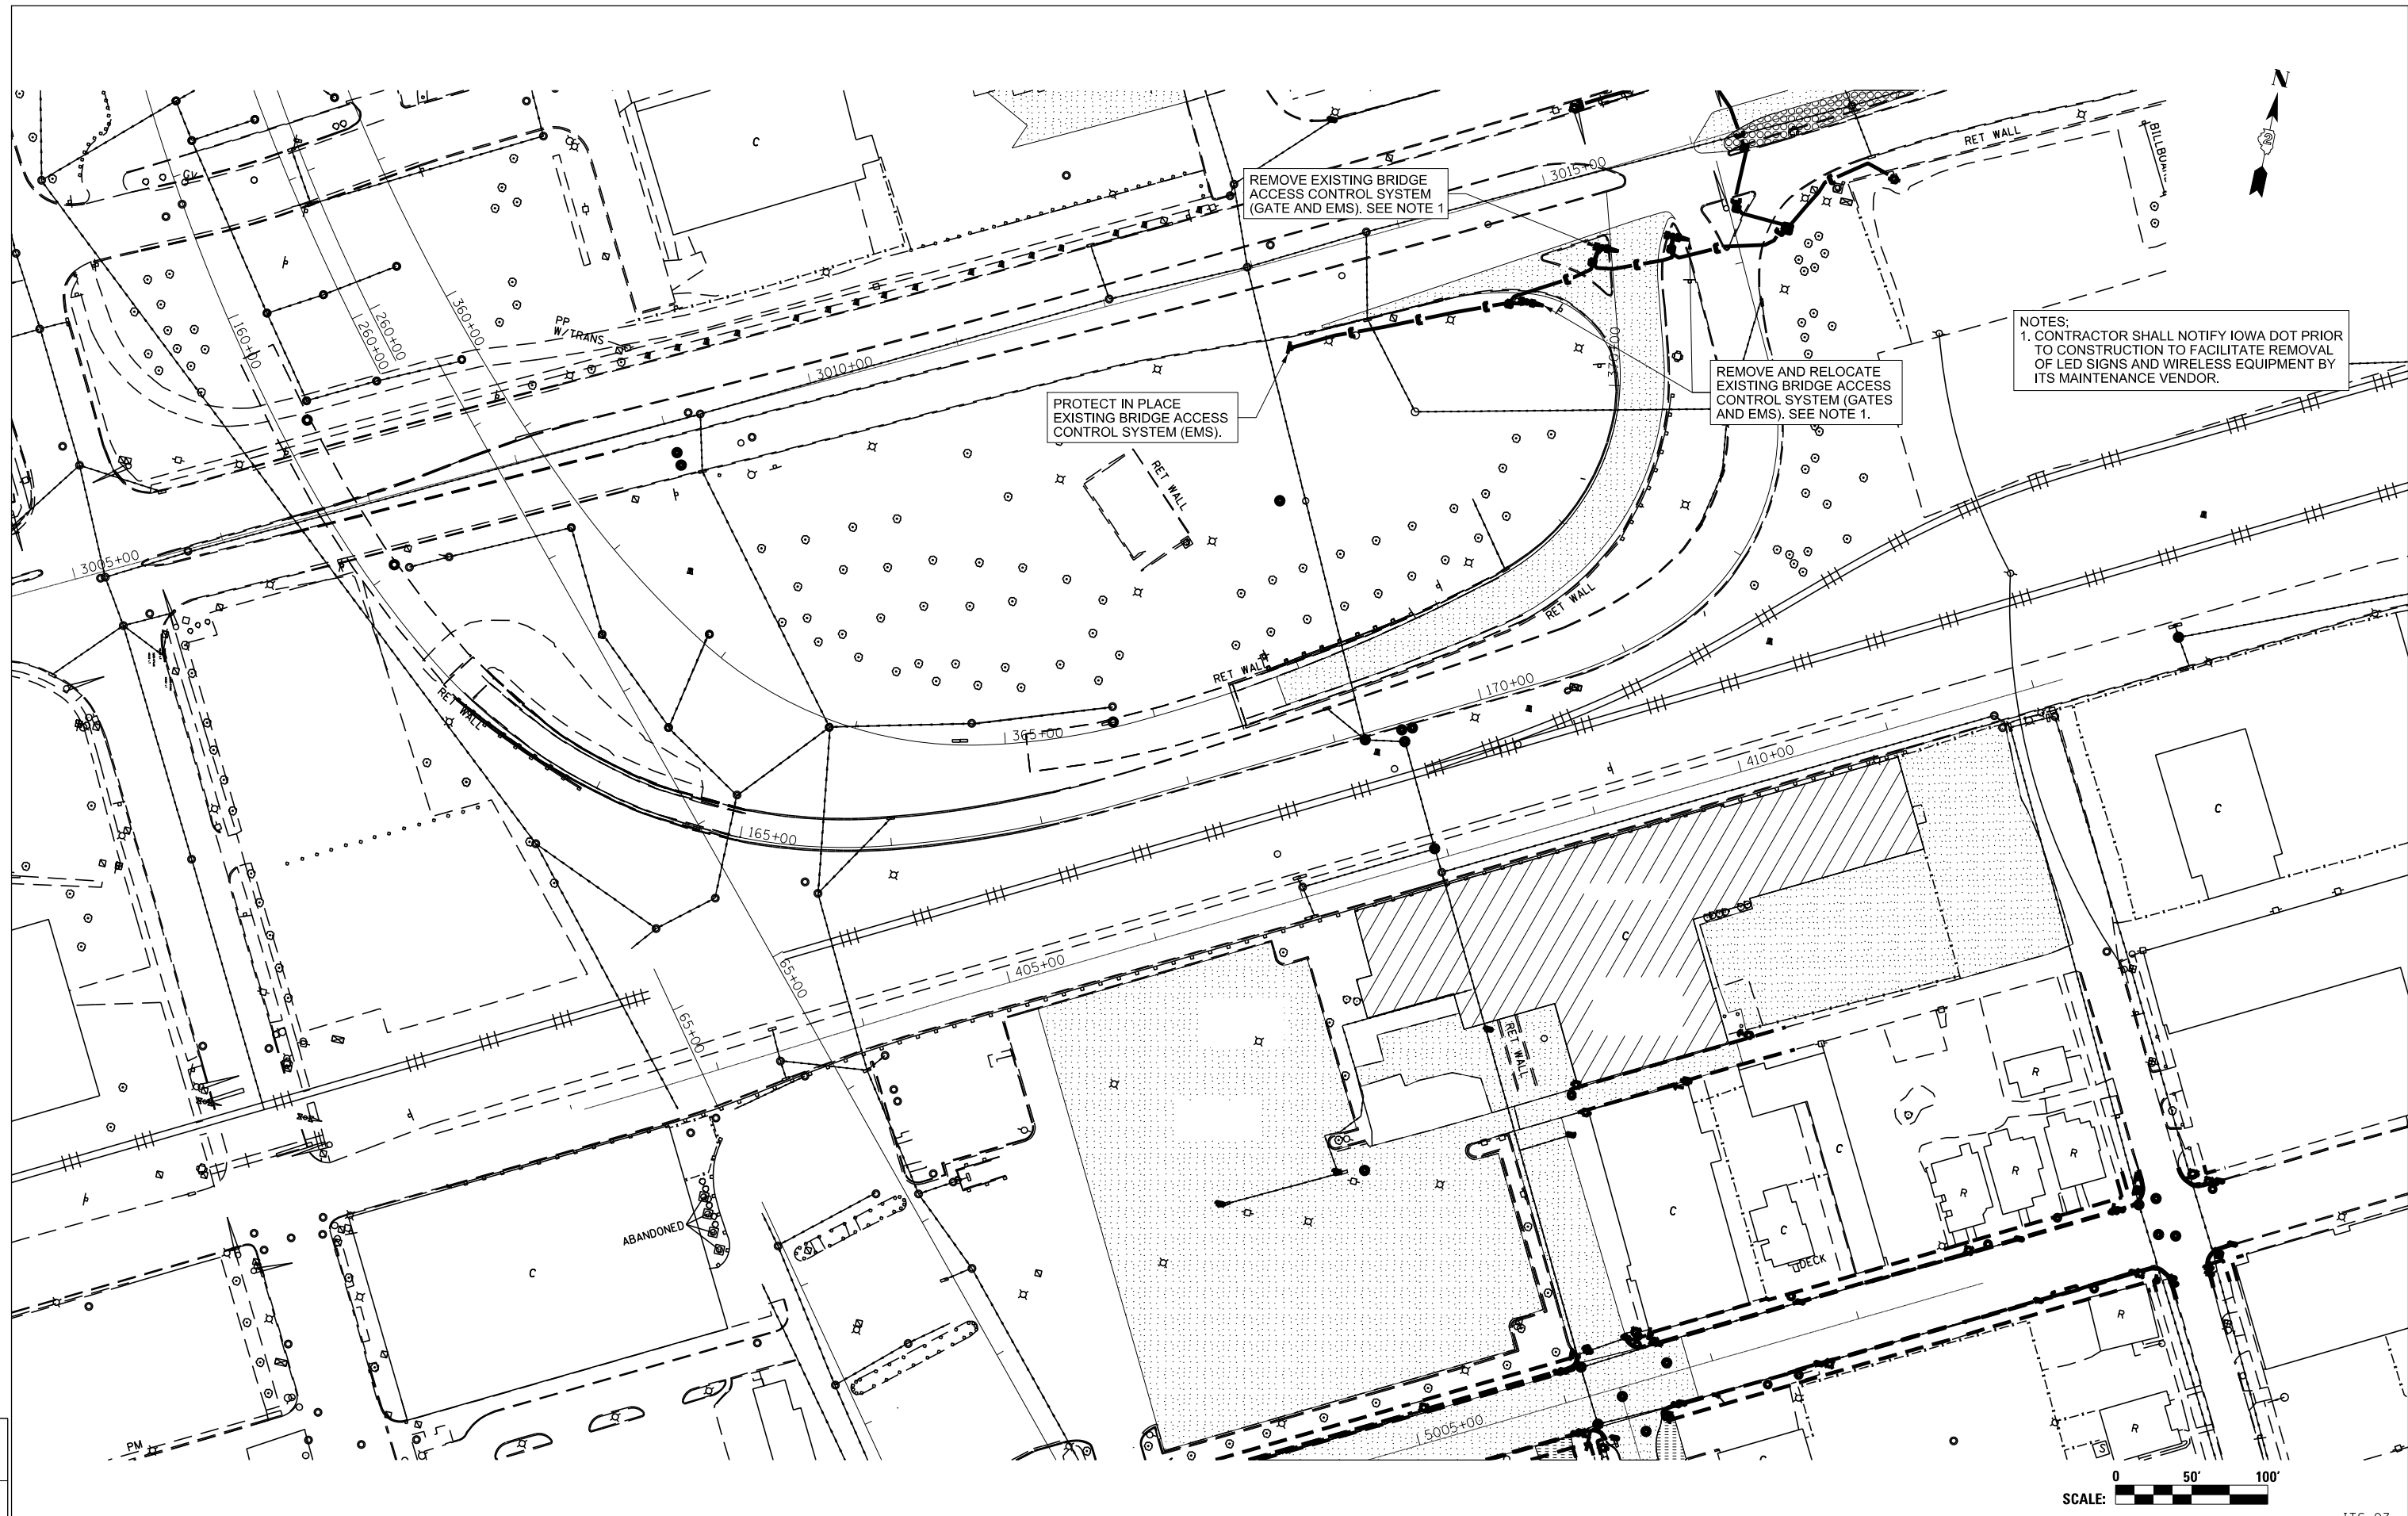 N
RET WALL
C
REMOVE EXISTING BRIDGE
ACCESS CONTROL SYSTEM
(GATE AND EMS). SEE NOTE 1
3015+00
GV
160+00
260+00
260+00
360+00
PP
W/TRANS
3010+00
NOTES;
1. CONTRACTOR SHALL NOTIFY IOWA DOT PRIOR
TO CONSTRUCTION TO FACILITATE REMOVAL
OF LED SIGNS AND WIRELESS EQUIPMENT BY
ITS MAINTENANCE VENDOR.
REMOVE AND RELOCATE
EXISTING BRIDGE ACCESS
CONTROL SYSTEM (GATES
AND EMS). SEE NOTE 1.
PROTECT IN PLACE
EXISTING BRIDGE ACCESS
CONTROL SYSTEM (EMS).
RET WALL
3005+00
RET WALL
RET WALL
RET WALL
170+00
365+00
410+00
165+00
C
C
65+00
405+00
65+00
RET WALL
R
C
R
R
R
C
C
ABANDONED
DECK
C
R
5005+00
R
PM
S
C
0 50' 100'
SCALE: